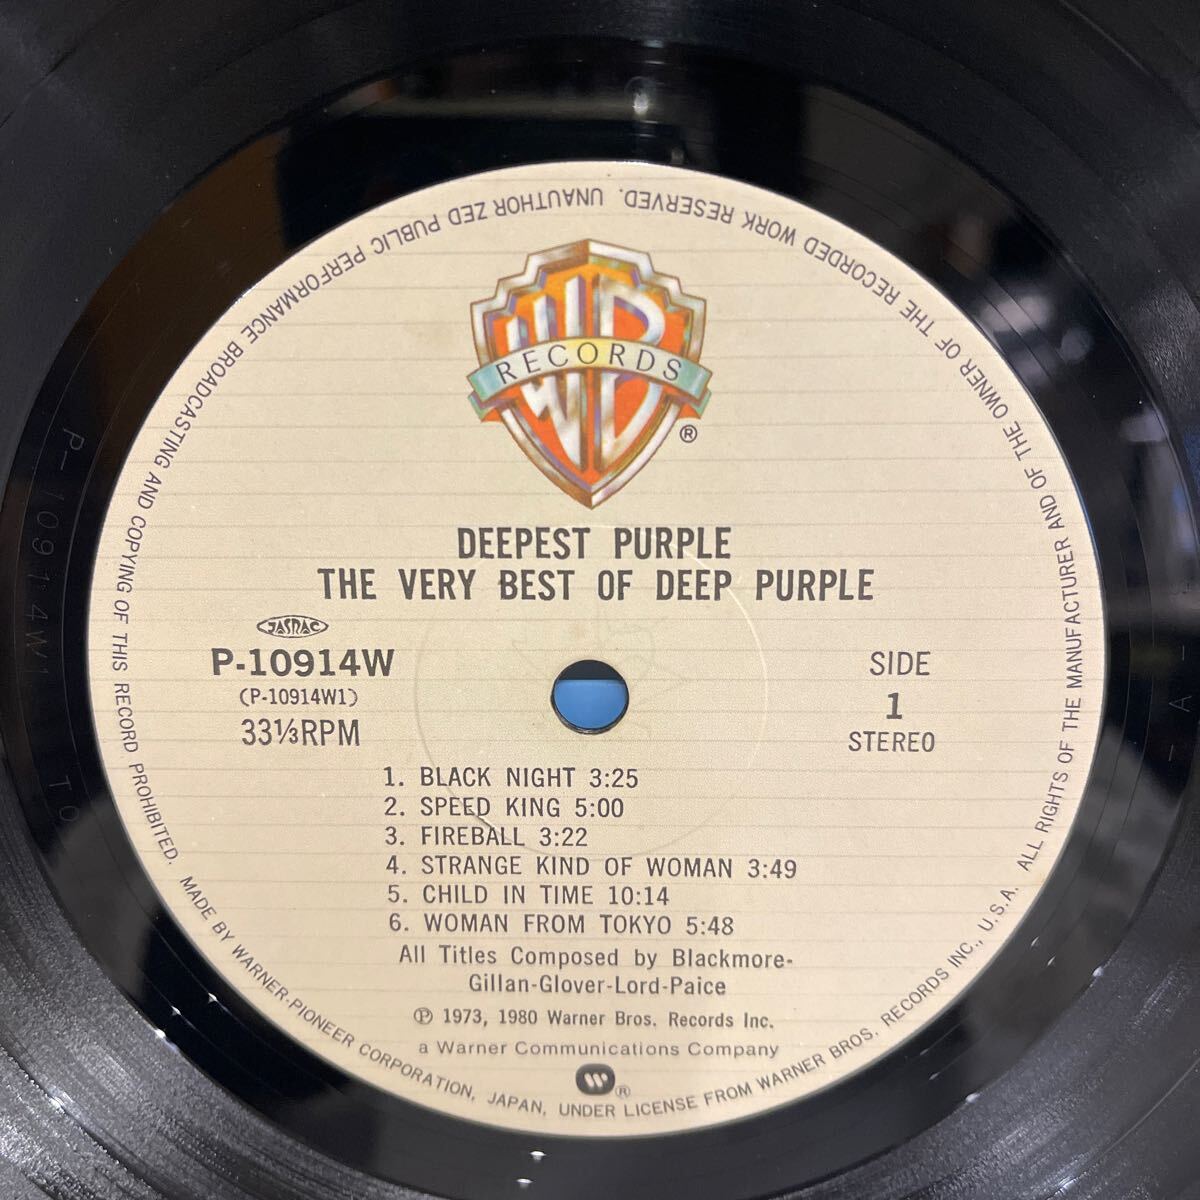 WB
RECORDS
®
DEEPEST PURPLE
THE VERY BEST OF DEEP PURPLE
JASRAC
P-10914W
(P-10914W1)
33⅓RPM
SIDE
1
STEREO
1. BLACK NIGHT 3:25
2. SPEED KING 5:00
3. FIREBALL 3:22
4. STRANGE KIND OF WOMAN 3:49
5. CHILD IN TIME 10:14
6. WOMAN FROM TOKYO 5:48
All Titles Composed by Blackmore-
Gillan-Glover-Lord-Paice
℗ 1973, 1980 Warner Bros. Records Inc.
a Warner Communications Company
®
MADE BY WARNER-PIONEER CORPORATION, JAPAN, UNDER LICENSE FROM WARNER BROS. RECORDS INC., U.S.A. ALL RIGHTS OF THE MANUFACTURER AND OF THE OWNER OF THE RECORDED WORK RESERVED. UNAUTHOR ZED PUBLIC PERFORMANCE BROADCASTING AND COPYING OF THIS RECORD PROHIBITED.
P-10914W1